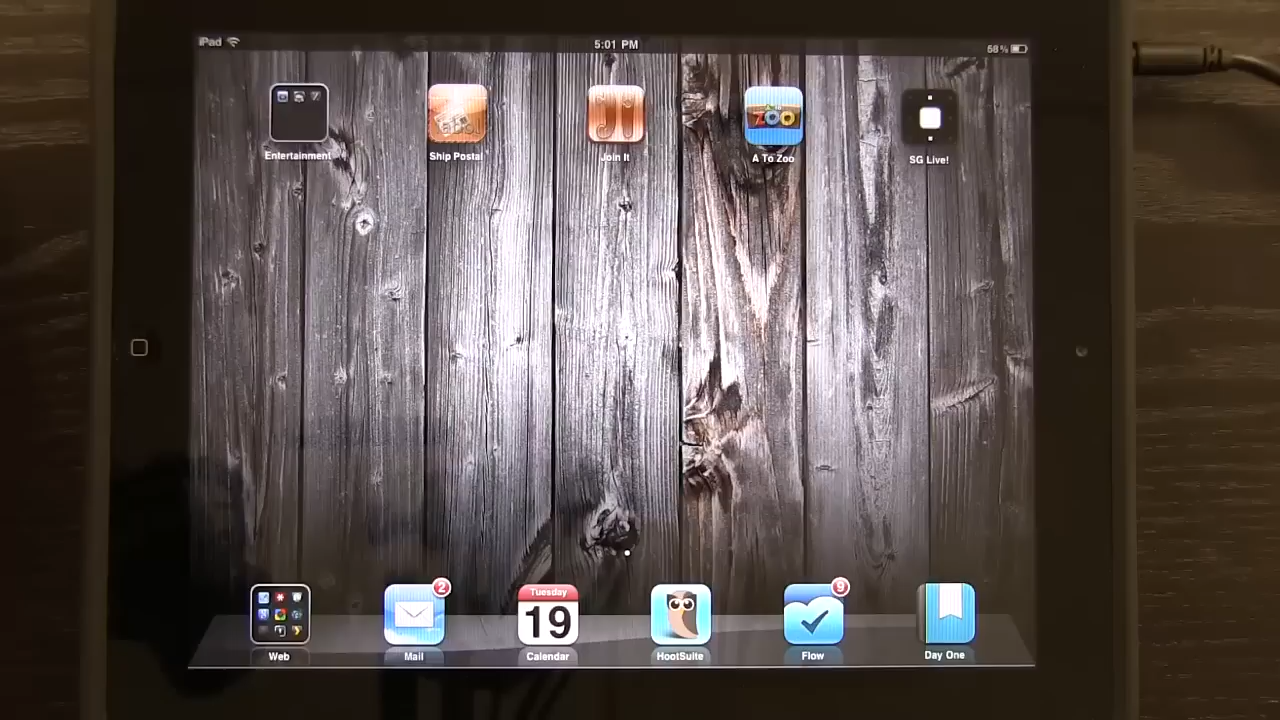 iPad 5:01 PM 58%
Entertainment
Ship Postal
Join It
ZOO
A To Zoo
SG Live!
2
Tuesday
19
9
Web
Mail
Calendar
HootSuite
Flow
Day One